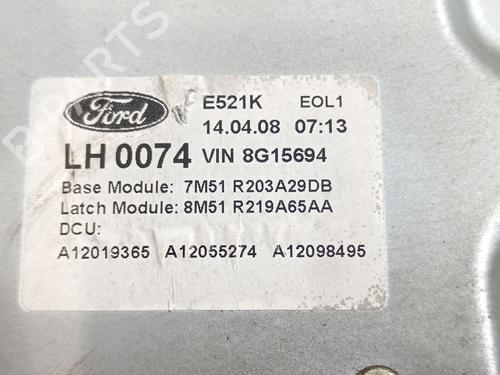 Ford E521K EOL1
14.04.08 07:13
LH 0074 VIN 8G15694
Base Module: 7M51 R203A29DB
Latch Module: 8M51 R219A65AA
DCU:
A12019365 A12055274 A12098495